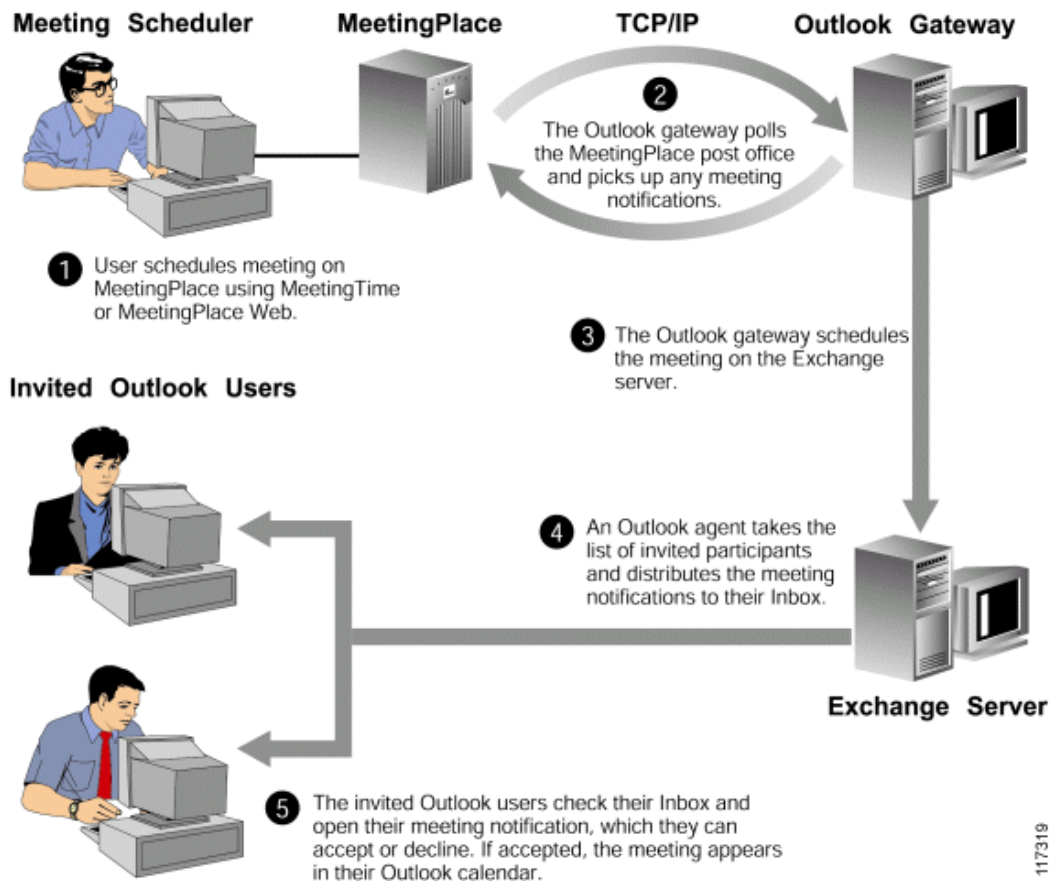 Meeting Scheduler
MeetingPlace
TCP/IP
Outlook Gateway
2
The Outlook gateway polls
the MeetingPlace post office
and picks up any meeting
notifications.
1
User schedules meeting on
MeetingPlace using MeetingTime
or MeetingPlace Web.
3
The Outlook gateway schedules
the meeting on the Exchange
server.
Invited Outlook Users
4
An Outlook agent takes the
list of invited participants
and distributes the meeting
notifications to their Inbox.
Exchange Server
5
The invited Outlook users check their Inbox and
open their meeting notification, which they can
accept or decline. If accepted, the meeting appears
in their Outlook calendar.
117319